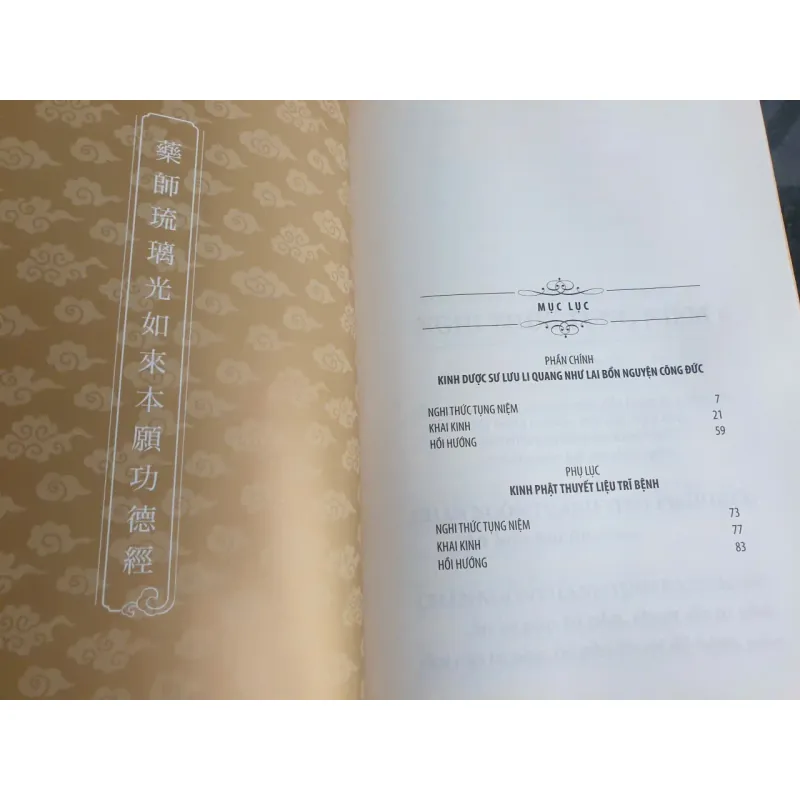 藥師琉璃光如來本願功德經
MỤC LỤC
PHẦN CHÍNH
KINH DƯỢC SƯ LƯU LI QUANG NHƯ LAI BỔN NGUYỆN CÔNG ĐỨC
NGHI THỨC TỤNG NIỆM 7
KHAI KINH 21
HỒI HƯỚNG 59
PHỤ LỤC
KINH PHẬT THUYẾT LIỆU TRĨ BỆNH
NGHI THỨC TỤNG NIỆM 73
KHAI KINH 77
HỒI HƯỚNG 83